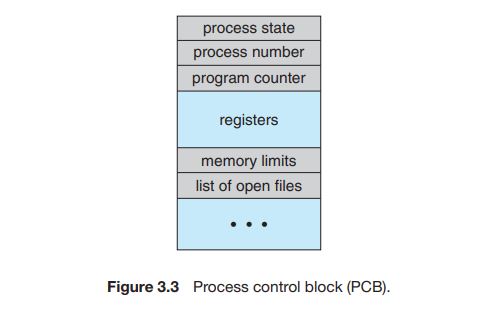 process state
process number
program counter
registers
memory limits
list of open files
• • •
Figure 3.3 Process control block (PCB).